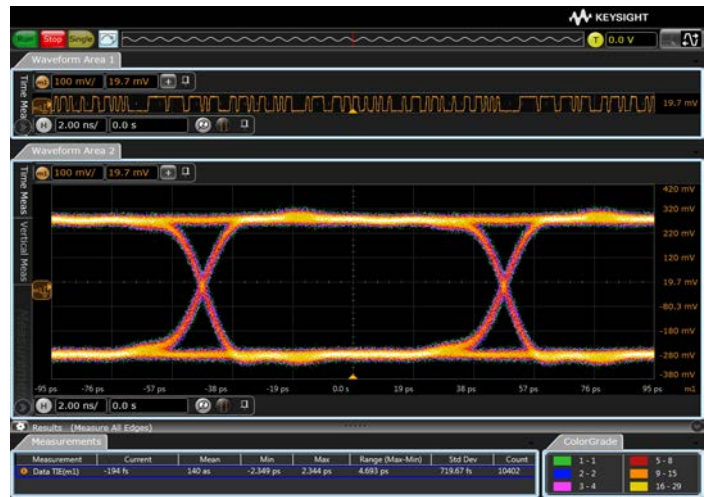 KEYSIGHT
Run Stop Single T 0.0 V
Waveform Area 1
Time Meas
m1 100 mV/ 19.7 mV +
19.7 mV
H 2.00 ns/ 0.0 s
Waveform Area 2
Time Meas
Vertical Meas
Measurements
m1 100 mV/ 19.7 mV +
420 mV
320 mV
220 mV
120 mV
19.7 mV
-80.3 mV
-180 mV
-280 mV
-380 mV
-95 ps -76 ps -57 ps -38 ps -19 ps 0.0 s 19 ps 38 ps 57 ps 76 ps 95 ps m1
H 2.00 ns/ 0.0 s
Results (Measure All Edges)
Measurements
Measurement Current Mean Min Max Range (Max-Min) Std Dev Count
Data TIE(m1) -194 fs 140 as -2.349 ps 2.344 ps 4.693 ps 719.67 fs 10402
ColorGrade
1 - 1 5 - 8
2 - 2 9 - 15
3 - 4 16 - 29